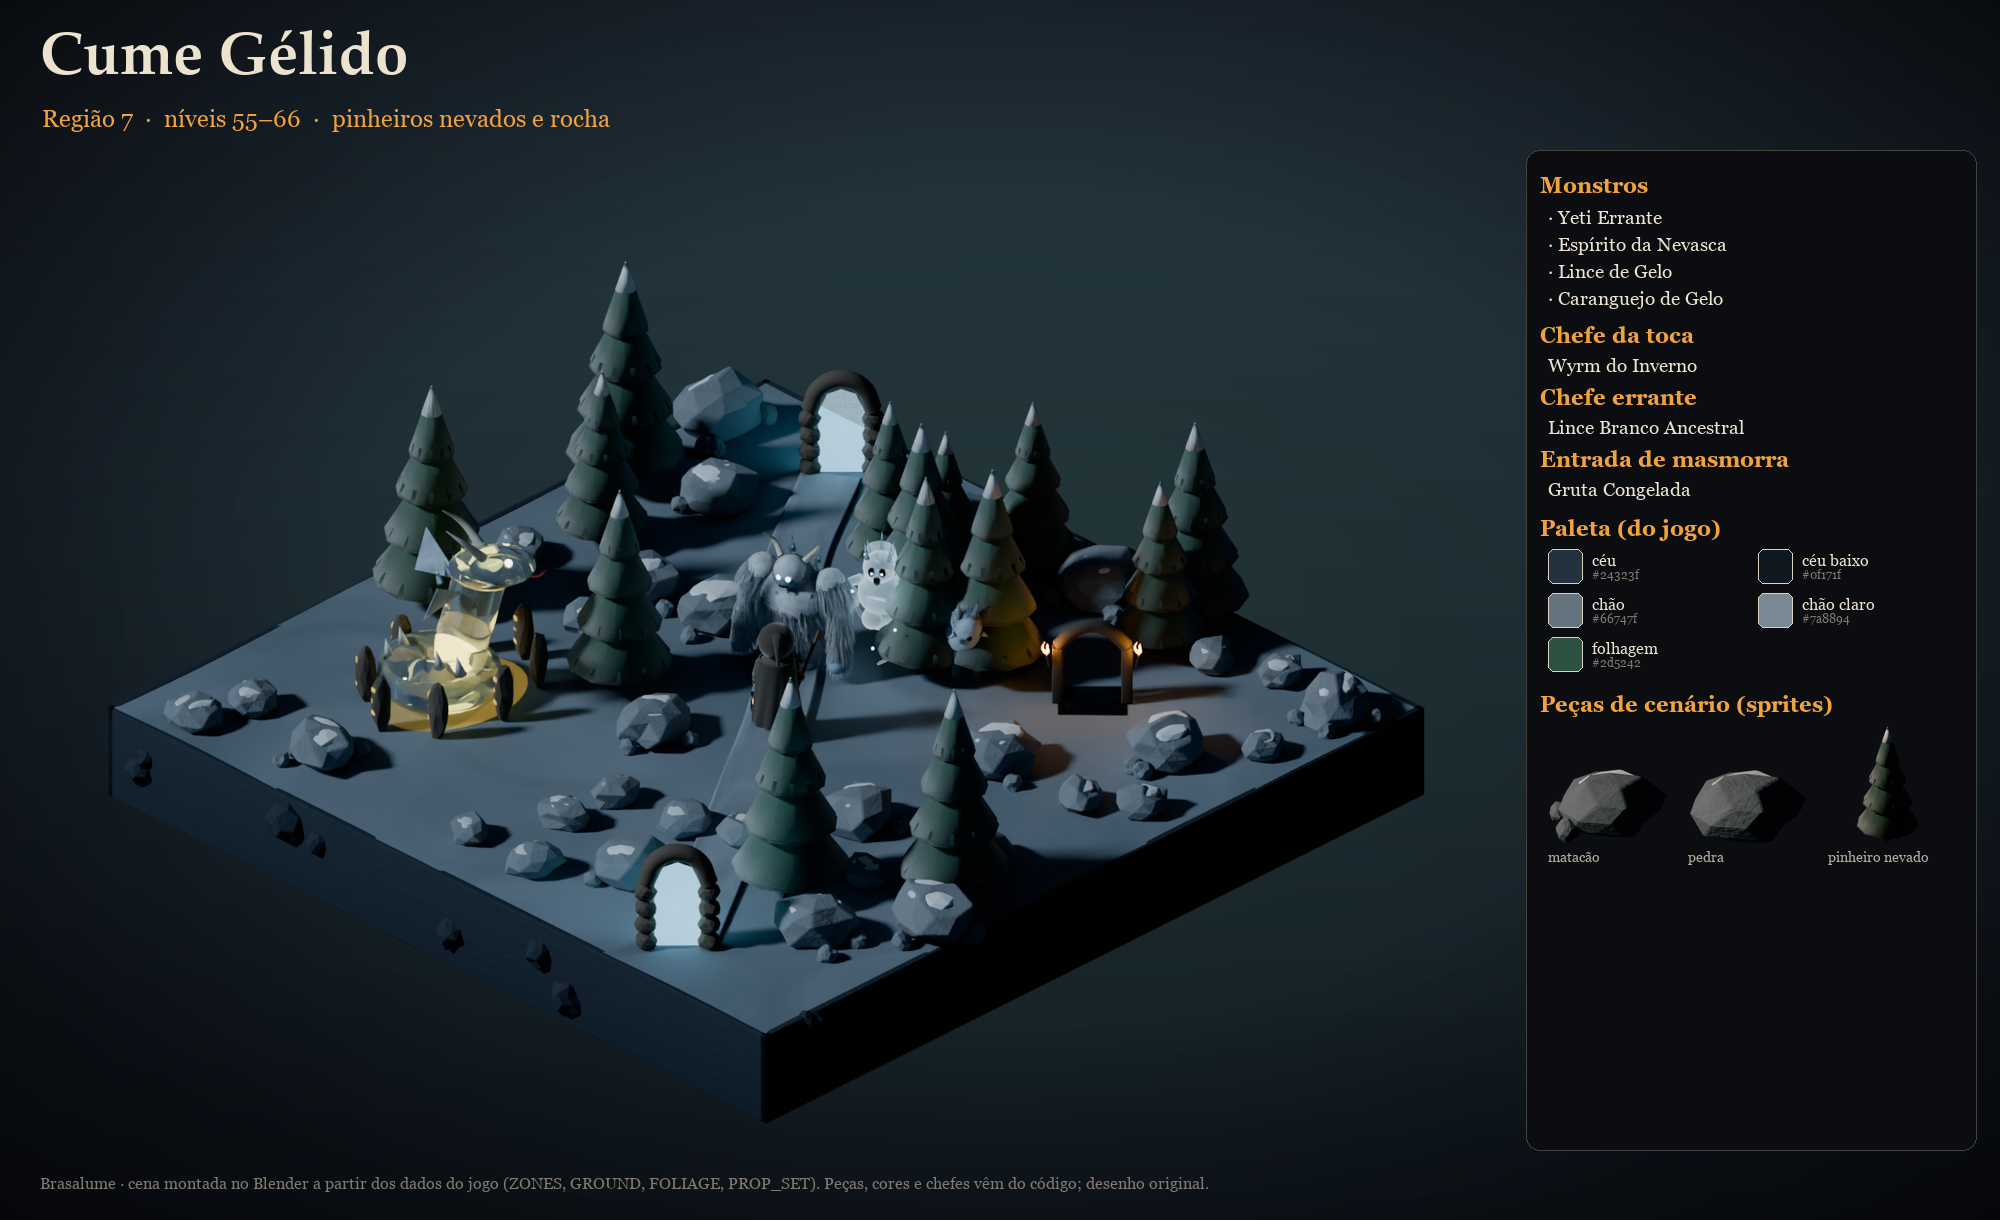 Cume Gélido
Região 7 · níveis 55–66 · pinheiros nevados e rocha
Monstros
· Yeti Errante
· Espírito da Nevasca
· Lince de Gelo
· Caranguejo de Gelo
Chefe da toca
Wyrm do Inverno
Chefe errante
Lince Branco Ancestral
Entrada de masmorra
Gruta Congelada
Paleta (do jogo)
céu
#24323f
céu baixo
#0f171f
chão
#66747f
chão claro
#7a8894
folhagem
#2d5242
Peças de cenário (sprites)
matacão
pedra
pinheiro nevado
Brasalume · cena montada no Blender a partir dos dados do jogo (ZONES, GROUND, FOLIAGE, PROP_SET). Peças, cores e chefes vêm do código; desenho original.